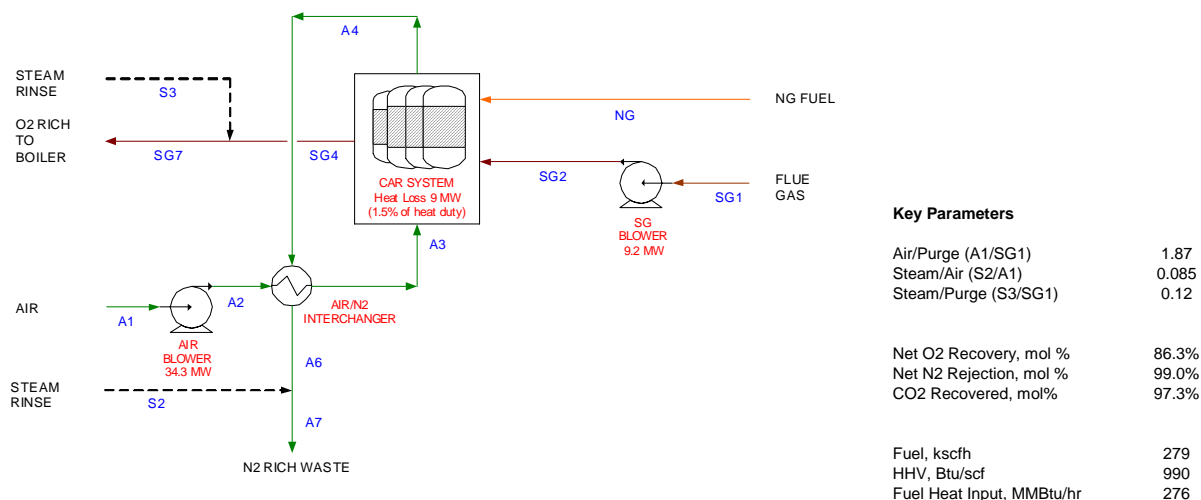 A4
STEAM
RINSE
S3
NG FUEL
NG
O2 RICH
TO
BOILER
SG7
SG4
SG2
CAR SYSTEM
Heat Loss 9 MW
(1.5% of heat duty)
FLUE
GAS
SG1
SG
BLOWER
9.2 MW
A3
AIR
A1
A2
AIR/N2
INTERCHANGER
AIR
BLOWER
34.3 MW
A6
STEAM
RINSE
S2
A7
N2 RICH WASTE
Key Parameters
Air/Purge (A1/SG1) 1.87
Steam/Air (S2/A1) 0.085
Steam/Purge (S3/SG1) 0.12
Net O2 Recovery, mol % 86.3%
Net N2 Rejection, mol % 99.0%
CO2 Recovered, mol% 97.3%
Fuel, kscfh 279
HHV, Btu/scf 990
Fuel Heat Input, MMBtu/hr 276